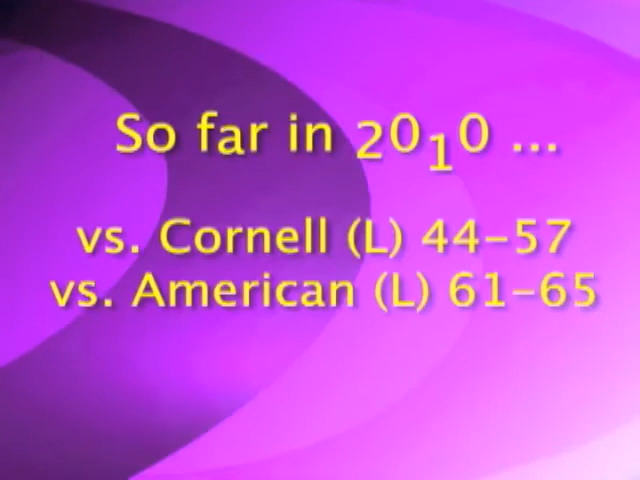 So far in 2010 ...
vs. Cornell (L) 44-57
vs. American (L) 61-65